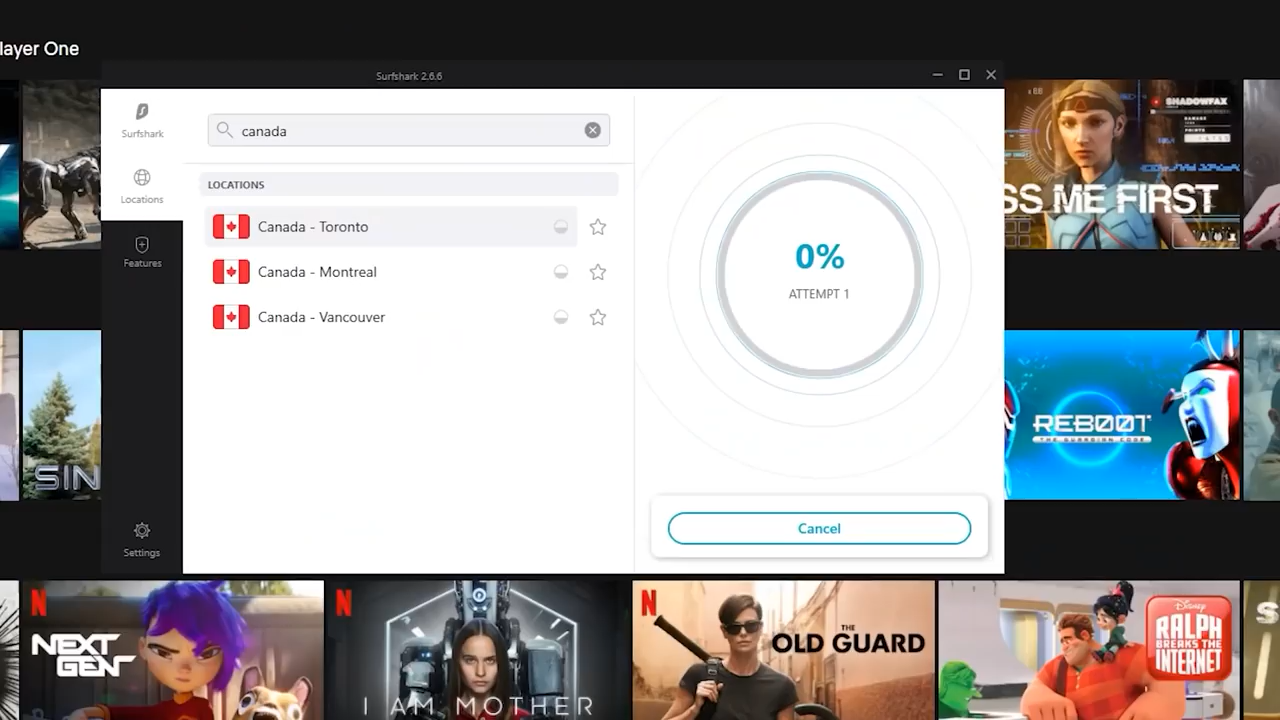 layer One
Surfshark 2.6.6
Surfshark
canada
Locations
LOCATIONS
Canada - Toronto
Canada - Montreal
Canada - Vancouver
Features
Settings
0%
ATTEMPT 1
Cancel
SHADOWFAX
SS ME FIRST
REBOOT
THE GUARDIAN CODE
SIN
N
NEXT
GEN
N
I AM MOTHER
N
THE
OLD GUARD
Disney
RALPH
BREAKS THE
INTERNET
S